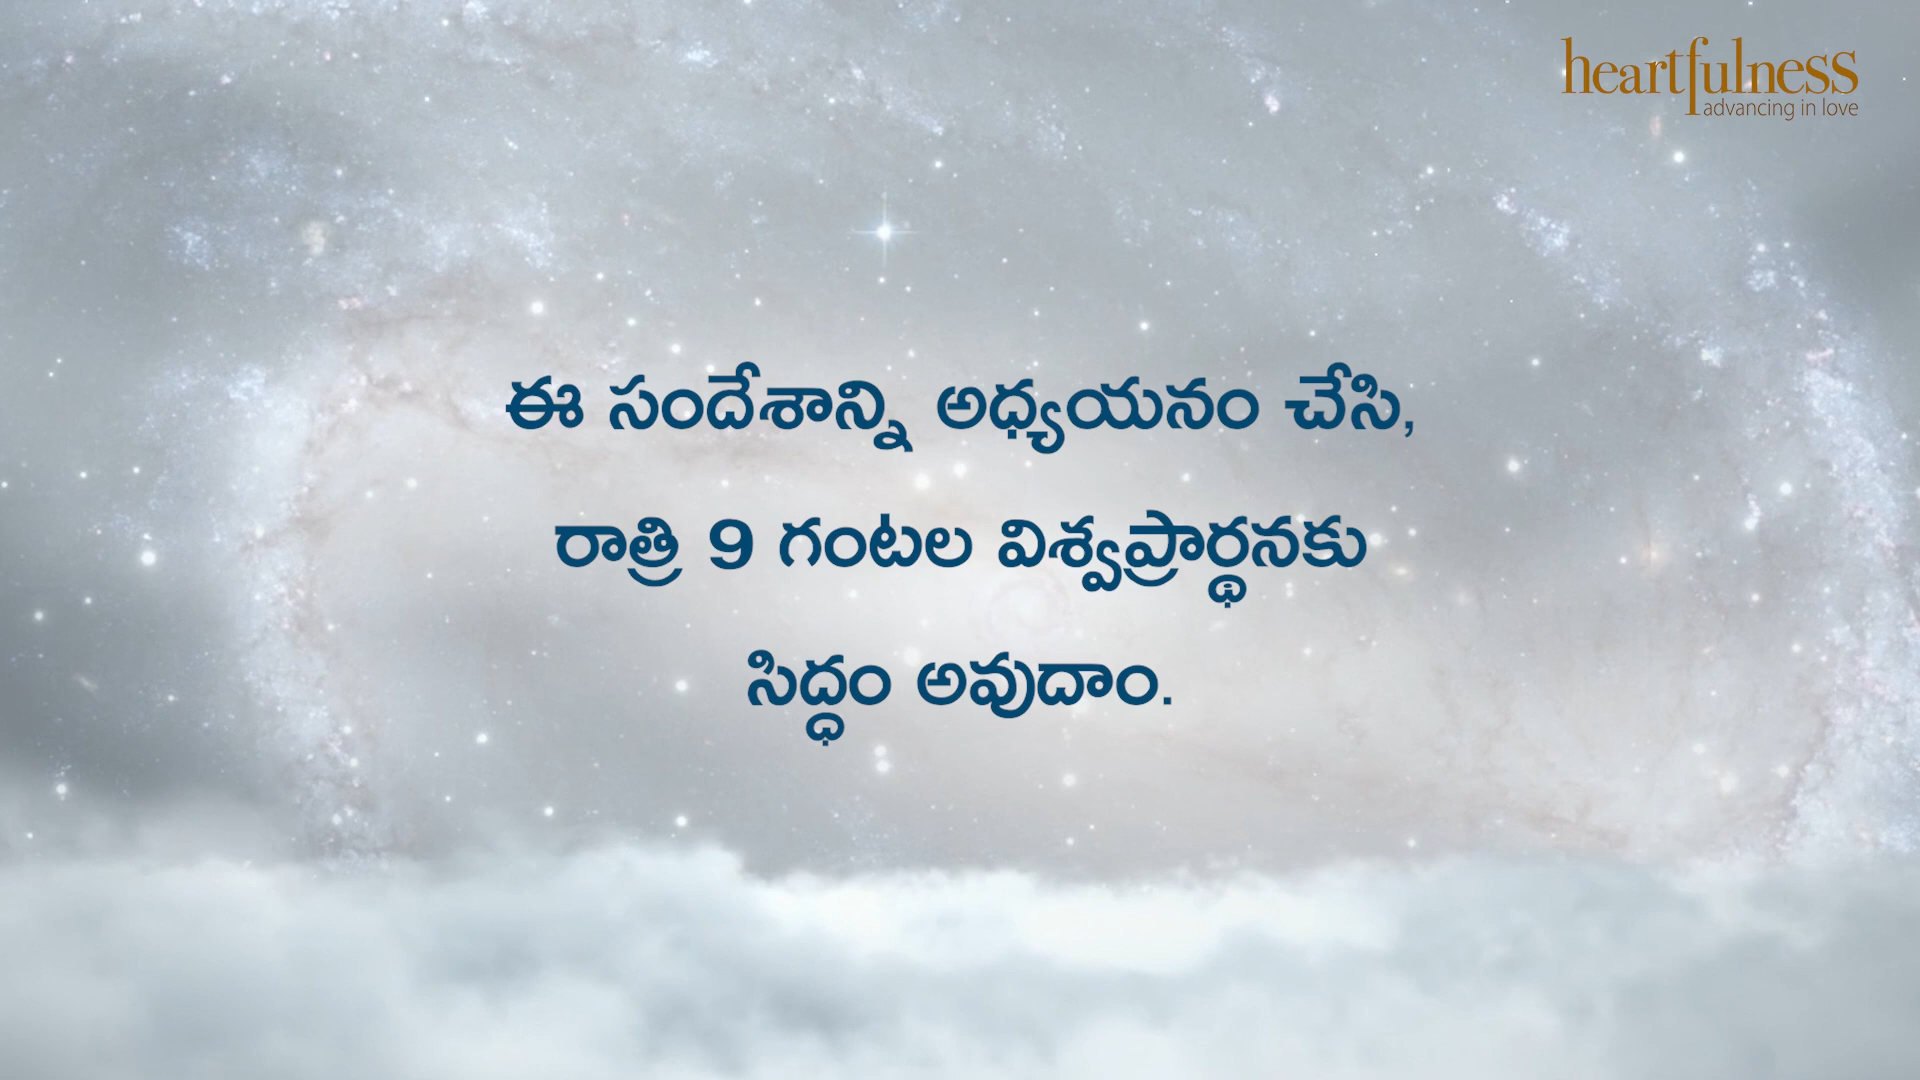 heartfulness
advancing in love
ఈ సందేశాన్ని అధ్యయనం చేసి,
రాత్రి 9 గంటల విశ్వప్రార్థనకు
సిద్ధం అవుదాం.